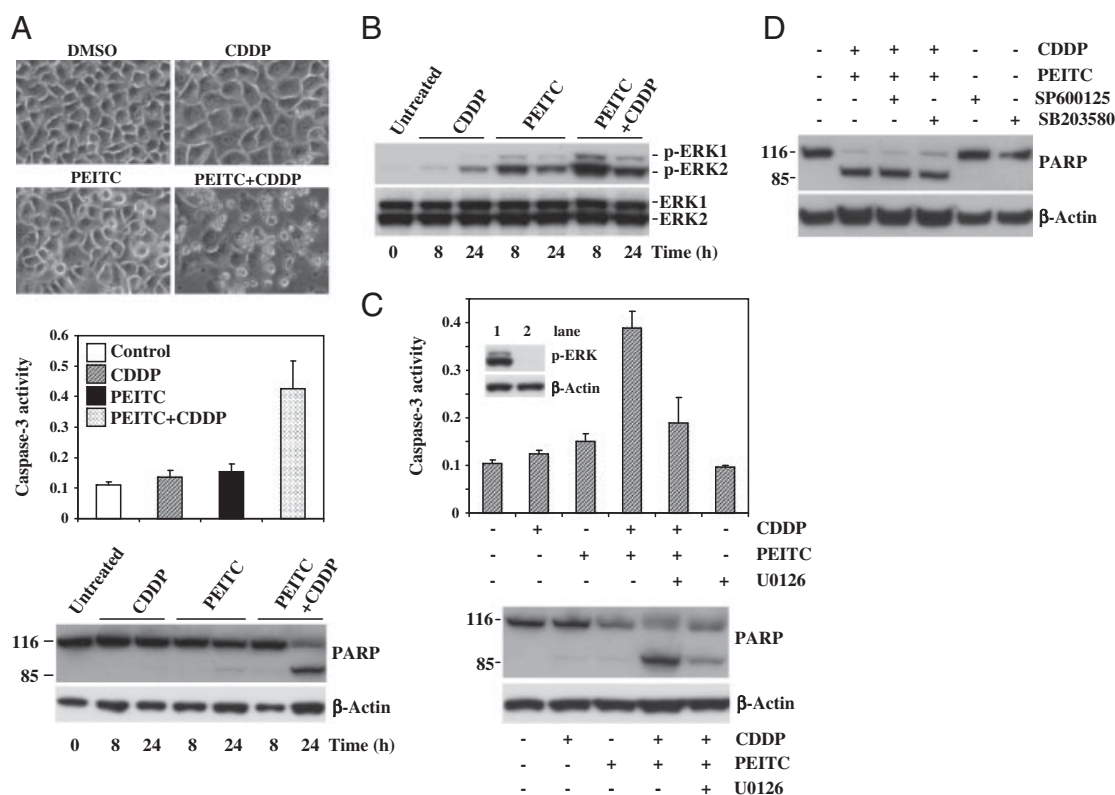 A
DMSO CDDP
PEITC PEITC+CDDP
Caspase-3 activity
0.6
0.5
0.4
0.3
0.2
0.1
0
Control
CDDP
PEITC
PEITC+CDDP
Untreated CDDP PEITC PEITC +CDDP
116
85
PARP
β-Actin
0 8 24 8 24 8 24 Time (h)
B
Untreated CDDP PEITC PEITC +CDDP
- p-ERK1
- p-ERK2
-ERK1
-ERK2
0 8 24 8 24 8 24 Time (h)
C
Caspase-3 activity
0.4
0.3
0.2
0.1
0
1 2 lane
p-ERK
β-Actin
- + - + + - CDDP
- - + + + - PEITC
- - - - + + U0126
116-
85-
PARP
β-Actin
- + - + + CDDP
- - + + + PEITC
- - - - + U0126
D
- + + + - - CDDP
- + + + - - PEITC
- - + - + - SP600125
- - - + - + SB203580
116-
85-
PARP
β-Actin